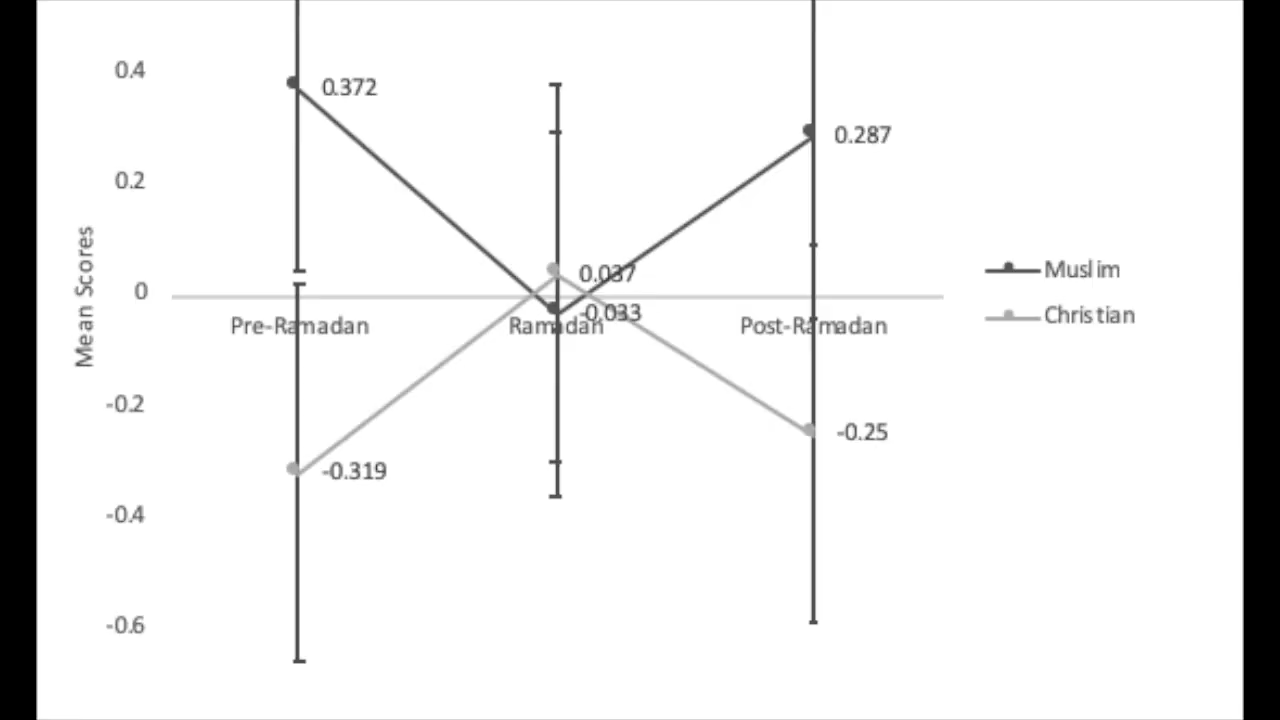 0.4
0.372
0.287
0.2
Mean Scores
0.037
Muslim
0
-0.033
Christian
Pre-Ramadan
Ramadan
Post-Ramadan
-0.2
-0.25
-0.319
-0.4
-0.6